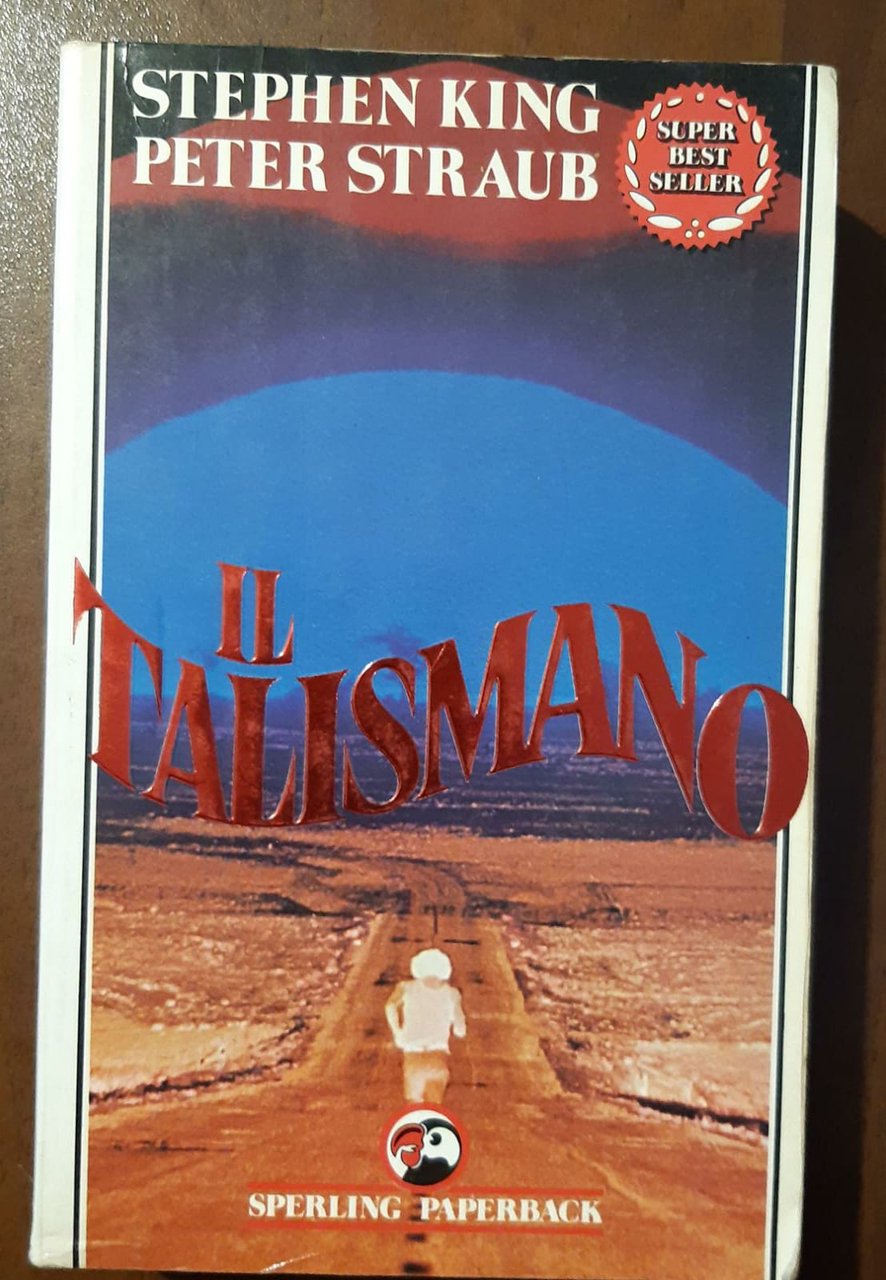 STEPHEN KING
PETER STRAUB
SUPER
BEST
SELLER
IL
TALISMANO
SPERLING PAPERBACK